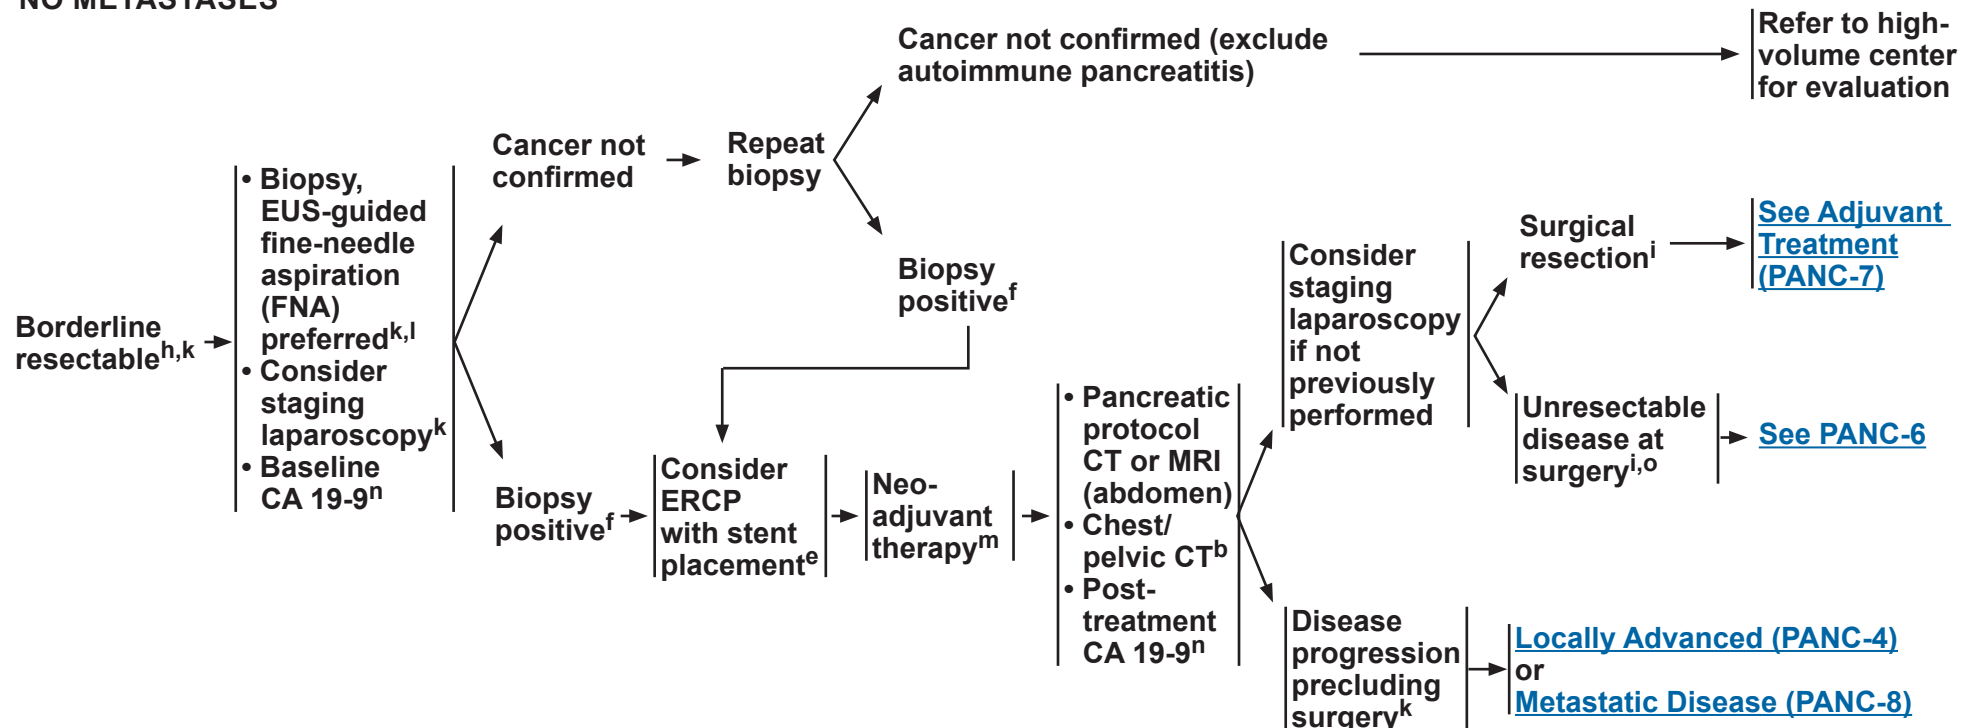 NO METASTASES
Borderline
resectableh,k
• Biopsy,
EUS-guided
fine-needle
aspiration
(FNA)
preferredk,l
• Consider
staging
laparoscopyk
• Baseline
CA 19-9n
Cancer not
confirmed
Repeat
biopsy
Cancer not confirmed (exclude
autoimmune pancreatitis)
Refer to high-
volume center
for evaluation
Biopsy
positivef
Biopsy
positivef
Consider
ERCP
with stent
placemente
Neo-
adjuvant
therapym
• Pancreatic
protocol
CT or MRI
(abdomen)
• Chest/
pelvic CTb
• Post-
treatment
CA 19-9n
Consider
staging
laparoscopy
if not
previously
performed
Surgical
resectioni
See Adjuvant
Treatment
(PANC-7)
Unresectable
disease at
surgeryi,o
See PANC-6
Disease
progression
precluding
surgeryk
Locally Advanced (PANC-4)
or
Metastatic Disease (PANC-8)